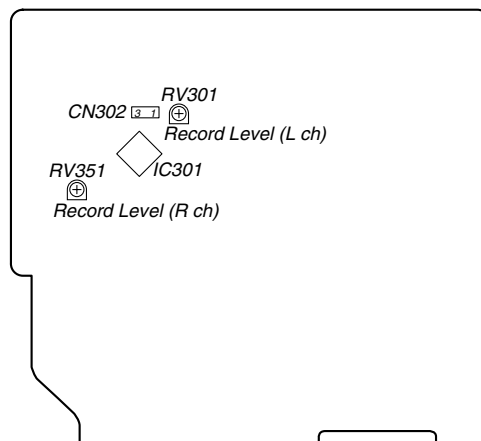 RV301
CN302 3 1
Record Level (L ch)
RV351
IC301
Record Level (R ch)